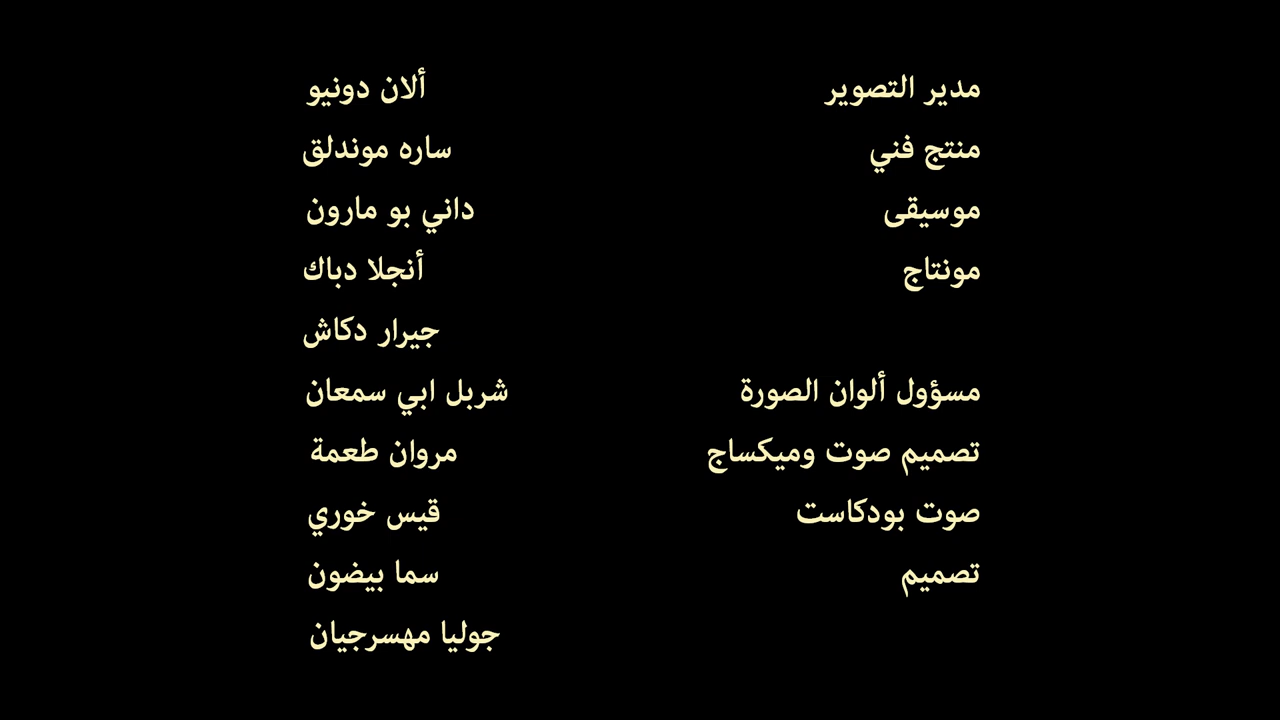 مدير التصوير ألان دونيو
منتج فني ساره موندلق
موسيقى داني بو مارون
مونتاج أنجلا دباك
جيرار دكاش
مسؤول ألوان الصورة شربل ابي سمعان
تصميم صوت وميكساج مروان طعمة
صوت بودكاست قيس خوري
تصميم سما بيضون
جوليا مهسرجيان